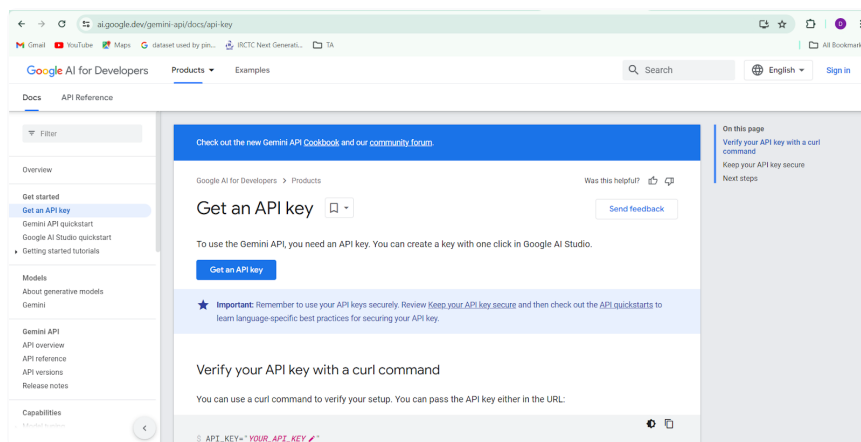 ai.google.dev/gemini-api/docs/api-key
D
Gmail YouTube Maps dataset used by pin... IRCTC Next Generati... TA All Bookmark
Google AI for Developers Products Examples Search English Sign in
Docs API Reference
Filter
Overview
Get started
Get an API key
Gemini API quickstart
Google AI Studio quickstart
Getting started tutorials
Models
About generative models
Gemini
Gemini API
API overview
API reference
API versions
Release notes
Capabilities
Check out the new Gemini API Cookbook and our community forum.
Google AI for Developers > Products Was this helpful?
Get an API key
Send feedback
To use the Gemini API, you need an API key. You can create a key with one click in Google AI Studio.
Get an API key
Important: Remember to use your API keys securely. Review Keep your API key secure and then check out the API quickstarts to
learn language-specific best practices for securing your API key.
Verify your API key with a curl command
You can use a curl command to verify your setup. You can pass the API key either in the URL:
$ API_KEY="YOUR_API_KEY"
On this page
Verify your API key with a curl
command
Keep your API key secure
Next steps